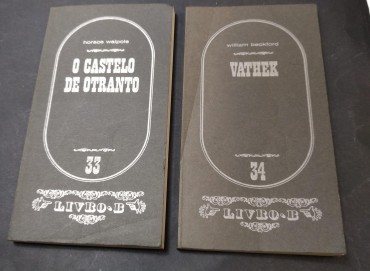 horace walpole
O CASTELO
DE OTRANTO
33
LIVRO·B
william beckford
VATHEK
34
LIVRO·B